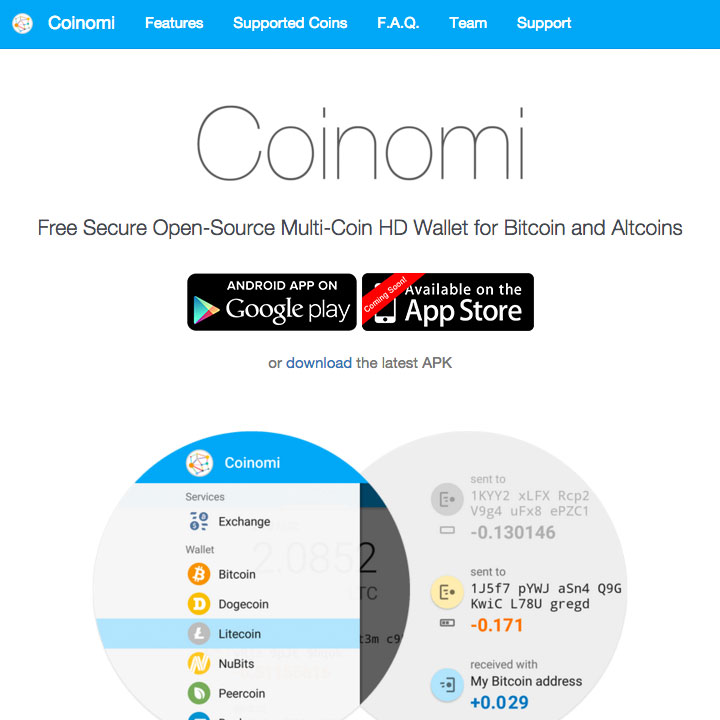 Coinomi Features Supported Coins F.A.Q. Team Support
Coinomi
Free Secure Open-Source Multi-Coin HD Wallet for Bitcoin and Altcoins
ANDROID APP ON
Google play
Coming Soon!
Available on the
App Store
or download the latest APK
Coinomi
Services
Exchange
Wallet
Bitcoin
Dogecoin
Litecoin
NuBits
Peercoin
2.0852
TC
t3m c9
sent to
1KYY2 xLFX Rcp2
V9g4 uFx8 ePZC1
-0.130146
sent to
1J5f7 pYWJ aSn4 Q9G
KwiC L78U gregd
-0.171
received with
My Bitcoin address
+0.029